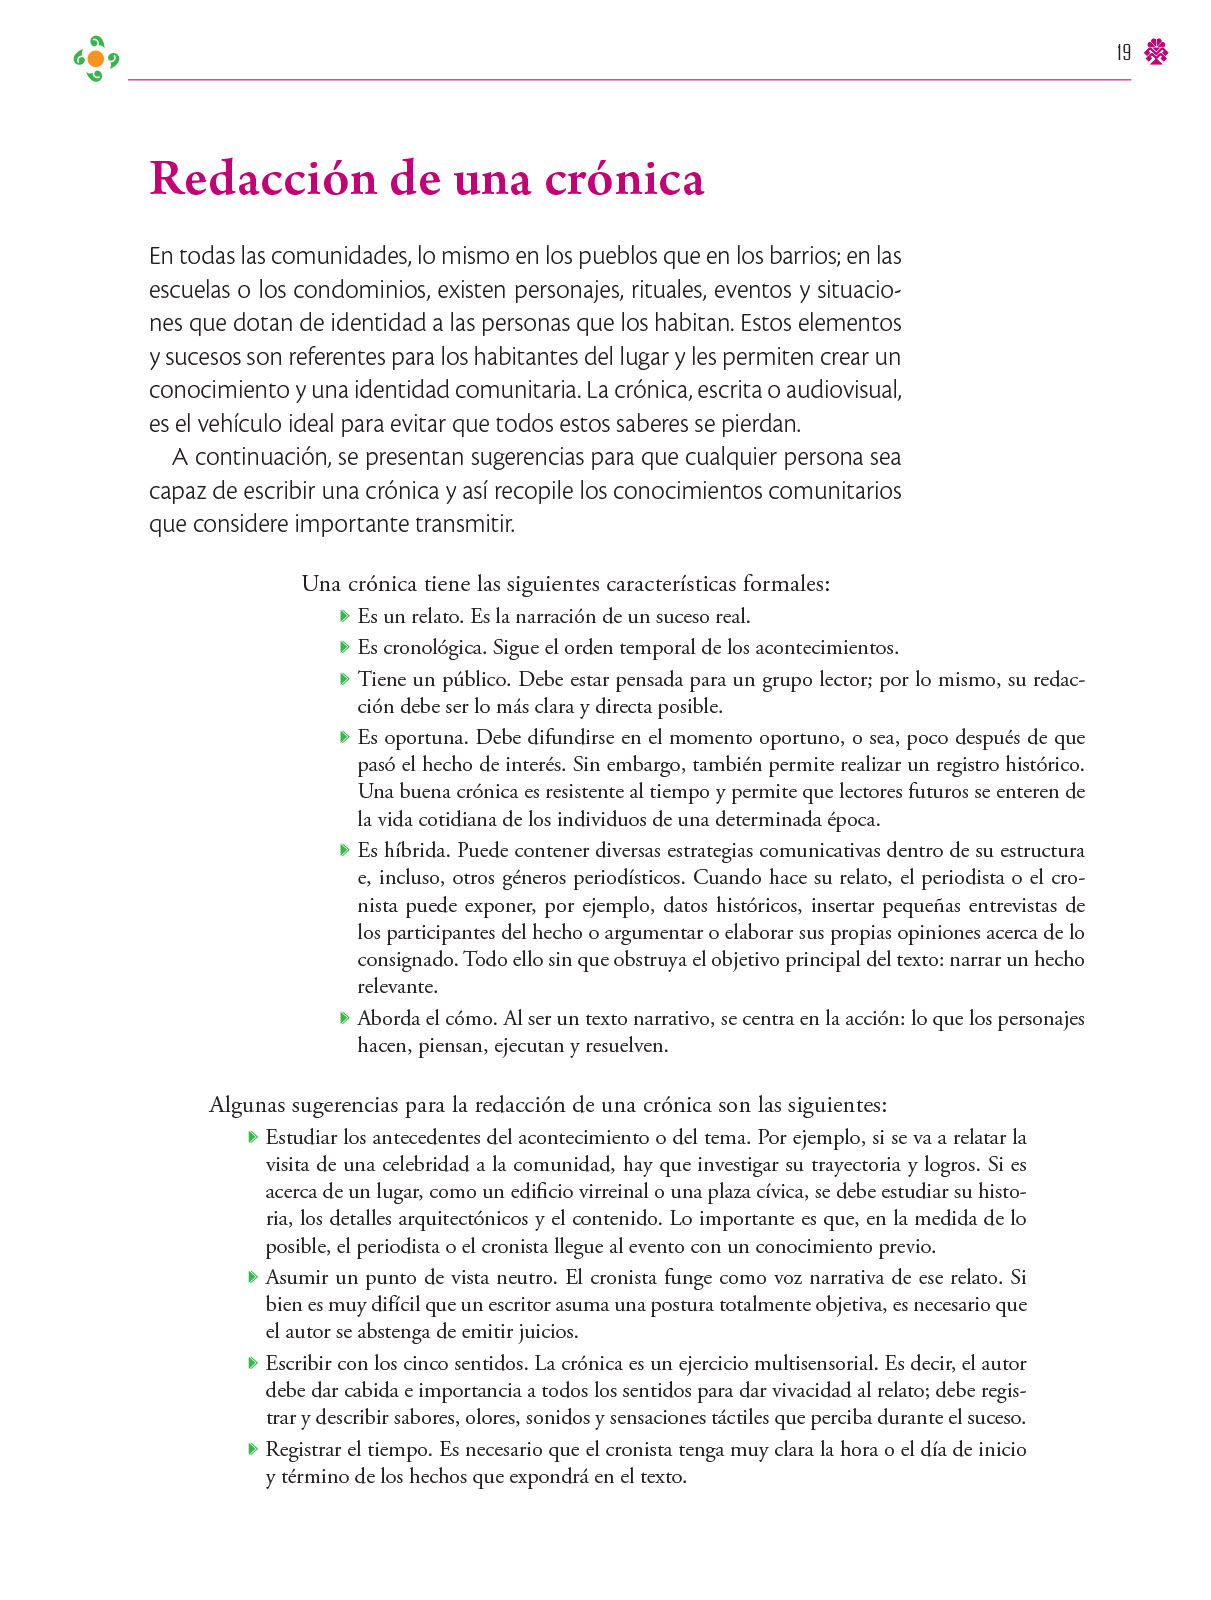 19
Redacción de una crónica
En todas las comunidades, lo mismo en los pueblos que en los barrios; en las
escuelas o los condominios, existen personajes, rituales, eventos y situacio-
nes que dotan de identidad a las personas que los habitan. Estos elementos
y sucesos son referentes para los habitantes del lugar y les permiten crear un
conocimiento y una identidad comunitaria. La crónica, escrita o audiovisual,
es el vehículo ideal para evitar que todos estos saberes se pierdan.
A continuación, se presentan sugerencias para que cualquier persona sea
capaz de escribir una crónica y así recopile los conocimientos comunitarios
que considere importante transmitir.
Una crónica tiene las siguientes características formales:
Es un relato. Es la narración de un suceso real.
Es cronológica. Sigue el orden temporal de los acontecimientos.
Tiene un público. Debe estar pensada para un grupo lector; por lo mismo, su redac-
ción debe ser lo más clara y directa posible.
Es oportuna. Debe difundirse en el momento oportuno, o sea, poco después de que
pasó el hecho de interés. Sin embargo, también permite realizar un registro histórico.
Una buena crónica es resistente al tiempo y permite que lectores futuros se enteren de
la vida cotidiana de los individuos de una determinada época.
Es híbrida. Puede contener diversas estrategias comunicativas dentro de su estructura
e, incluso, otros géneros periodísticos. Cuando hace su relato, el periodista o el cro-
nista puede exponer, por ejemplo, datos históricos, insertar pequeñas entrevistas de
los participantes del hecho o argumentar o elaborar sus propias opiniones acerca de lo
consignado. Todo ello sin que obstruya el objetivo principal del texto: narrar un hecho
relevante.
Aborda el cómo. Al ser un texto narrativo, se centra en la acción: lo que los personajes
hacen, piensan, ejecutan y resuelven.
Algunas sugerencias para la redacción de una crónica son las siguientes:
Estudiar los antecedentes del acontecimiento o del tema. Por ejemplo, si se va a relatar la
visita de una celebridad a la comunidad, hay que investigar su trayectoria y logros. Si es
acerca de un lugar, como un edificio virreinal o una plaza cívica, se debe estudiar su histo-
ria, los detalles arquitectónicos y el contenido. Lo importante es que, en la medida de lo
posible, el periodista o el cronista llegue al evento con un conocimiento previo.
Asumir un punto de vista neutro. El cronista funge como voz narrativa de ese relato. Si
bien es muy difícil que un escritor asuma una postura totalmente objetiva, es necesario que
el autor se abstenga de emitir juicios.
Escribir con los cinco sentidos. La crónica es un ejercicio multisensorial. Es decir, el autor
debe dar cabida e importancia a todos los sentidos para dar vivacidad al relato; debe regis-
trar y describir sabores, olores, sonidos y sensaciones táctiles que perciba durante el suceso.
Registrar el tiempo. Es necesario que el cronista tenga muy clara la hora o el día de inicio
y término de los hechos que expondrá en el texto.